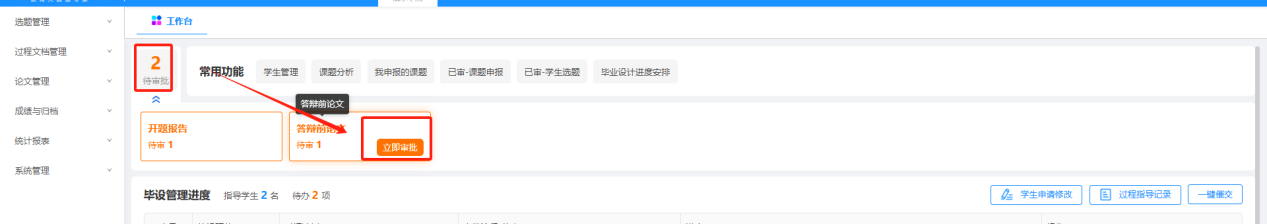 选题管理
工作台
过程文档管理
2
待审批
常用功能
学生管理
课题分析
我申报的课题
已审-课题申报
已审-学生选题
毕业设计进度安排
论文管理
成绩与归档
答辩前论文
开题报告
待审 1
答辩前论文
待审 1
立即审批
统计报表
系统管理
毕设管理进度
指导学生 2 名
待办 2 项
学生申请修改
过程指导记录
一键催交